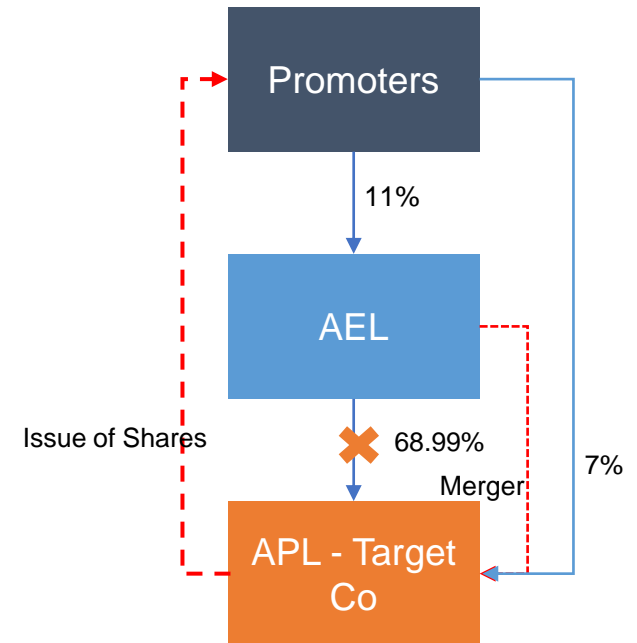 Promoters
11%
AEL
Issue of Shares
68.99%
7%
Merger
APL - Target
Co